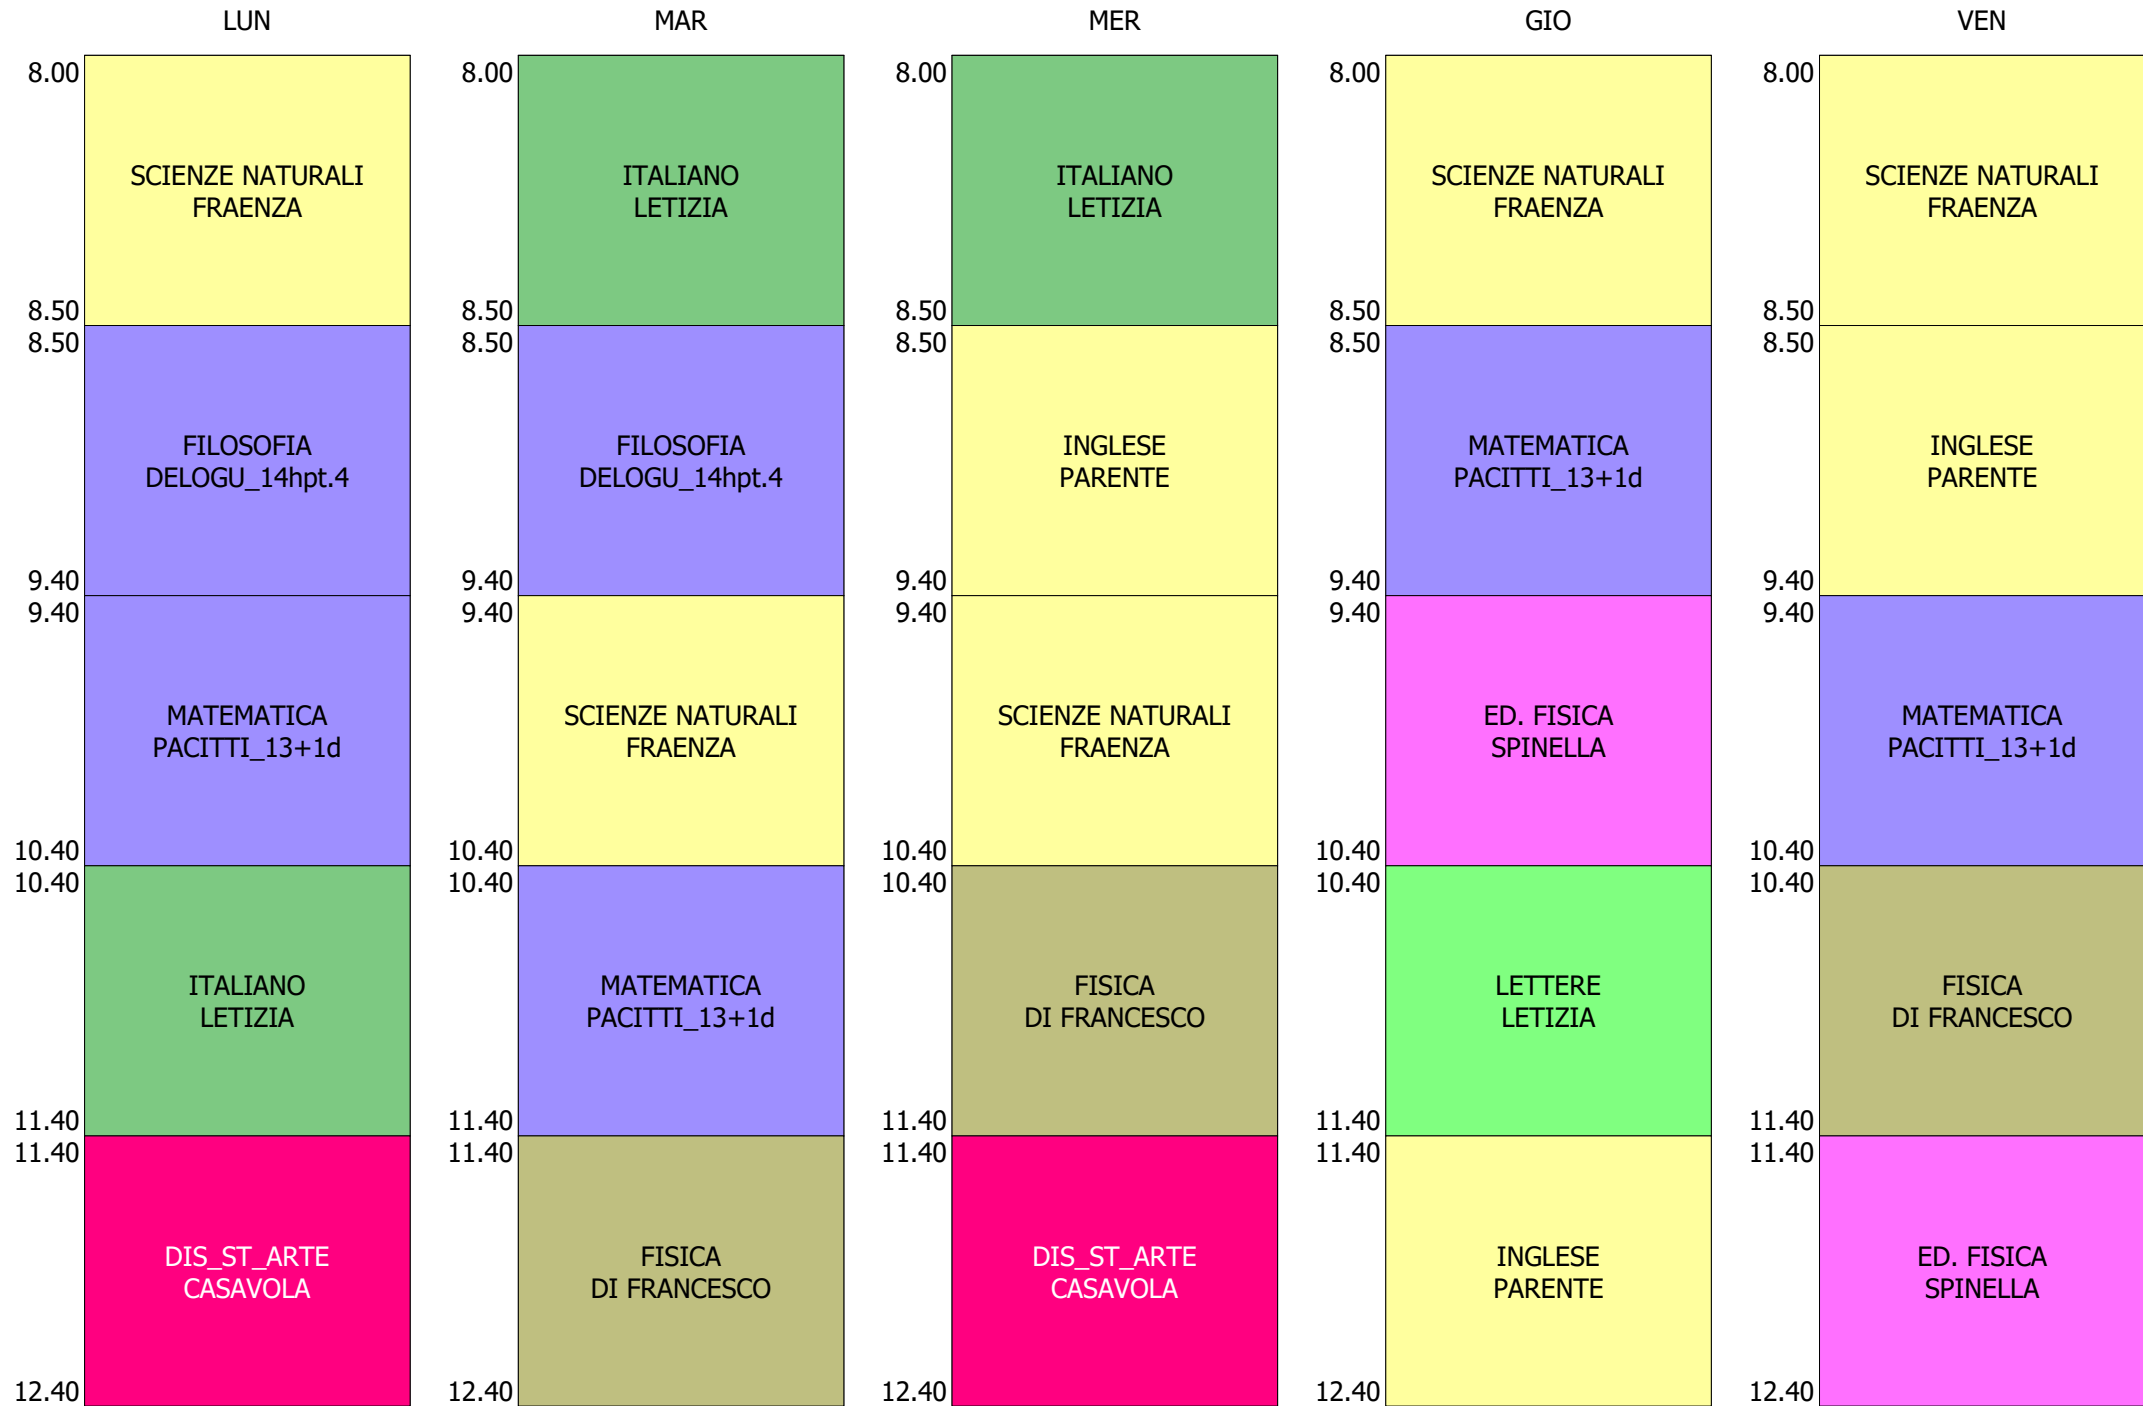 LUN
MAR
MER
GIO
VEN
8.00
SCIENZE NATURALI
FRAENZA
8.50
8.50
FILOSOFIA
DELOGU_14hpt.4
9.40
9.40
MATEMATICA
PACITTI_13+1d
10.40
10.40
ITALIANO
LETIZIA
11.40
11.40
DIS_ST_ARTE
CASAVOLA
12.40
8.00
ITALIANO
LETIZIA
8.50
8.50
FILOSOFIA
DELOGU_14hpt.4
9.40
9.40
SCIENZE NATURALI
FRAENZA
10.40
10.40
MATEMATICA
PACITTI_13+1d
11.40
11.40
FISICA
DI FRANCESCO
12.40
8.00
ITALIANO
LETIZIA
8.50
8.50
INGLESE
PARENTE
9.40
9.40
SCIENZE NATURALI
FRAENZA
10.40
10.40
FISICA
DI FRANCESCO
11.40
11.40
DIS_ST_ARTE
CASAVOLA
12.40
8.00
SCIENZE NATURALI
FRAENZA
8.50
8.50
MATEMATICA
PACITTI_13+1d
9.40
9.40
ED. FISICA
SPINELLA
10.40
10.40
LETTERE
LETIZIA
11.40
11.40
INGLESE
PARENTE
12.40
8.00
SCIENZE NATURALI
FRAENZA
8.50
8.50
INGLESE
PARENTE
9.40
9.40
MATEMATICA
PACITTI_13+1d
10.40
10.40
FISICA
DI FRANCESCO
11.40
11.40
ED. FISICA
SPINELLA
12.40